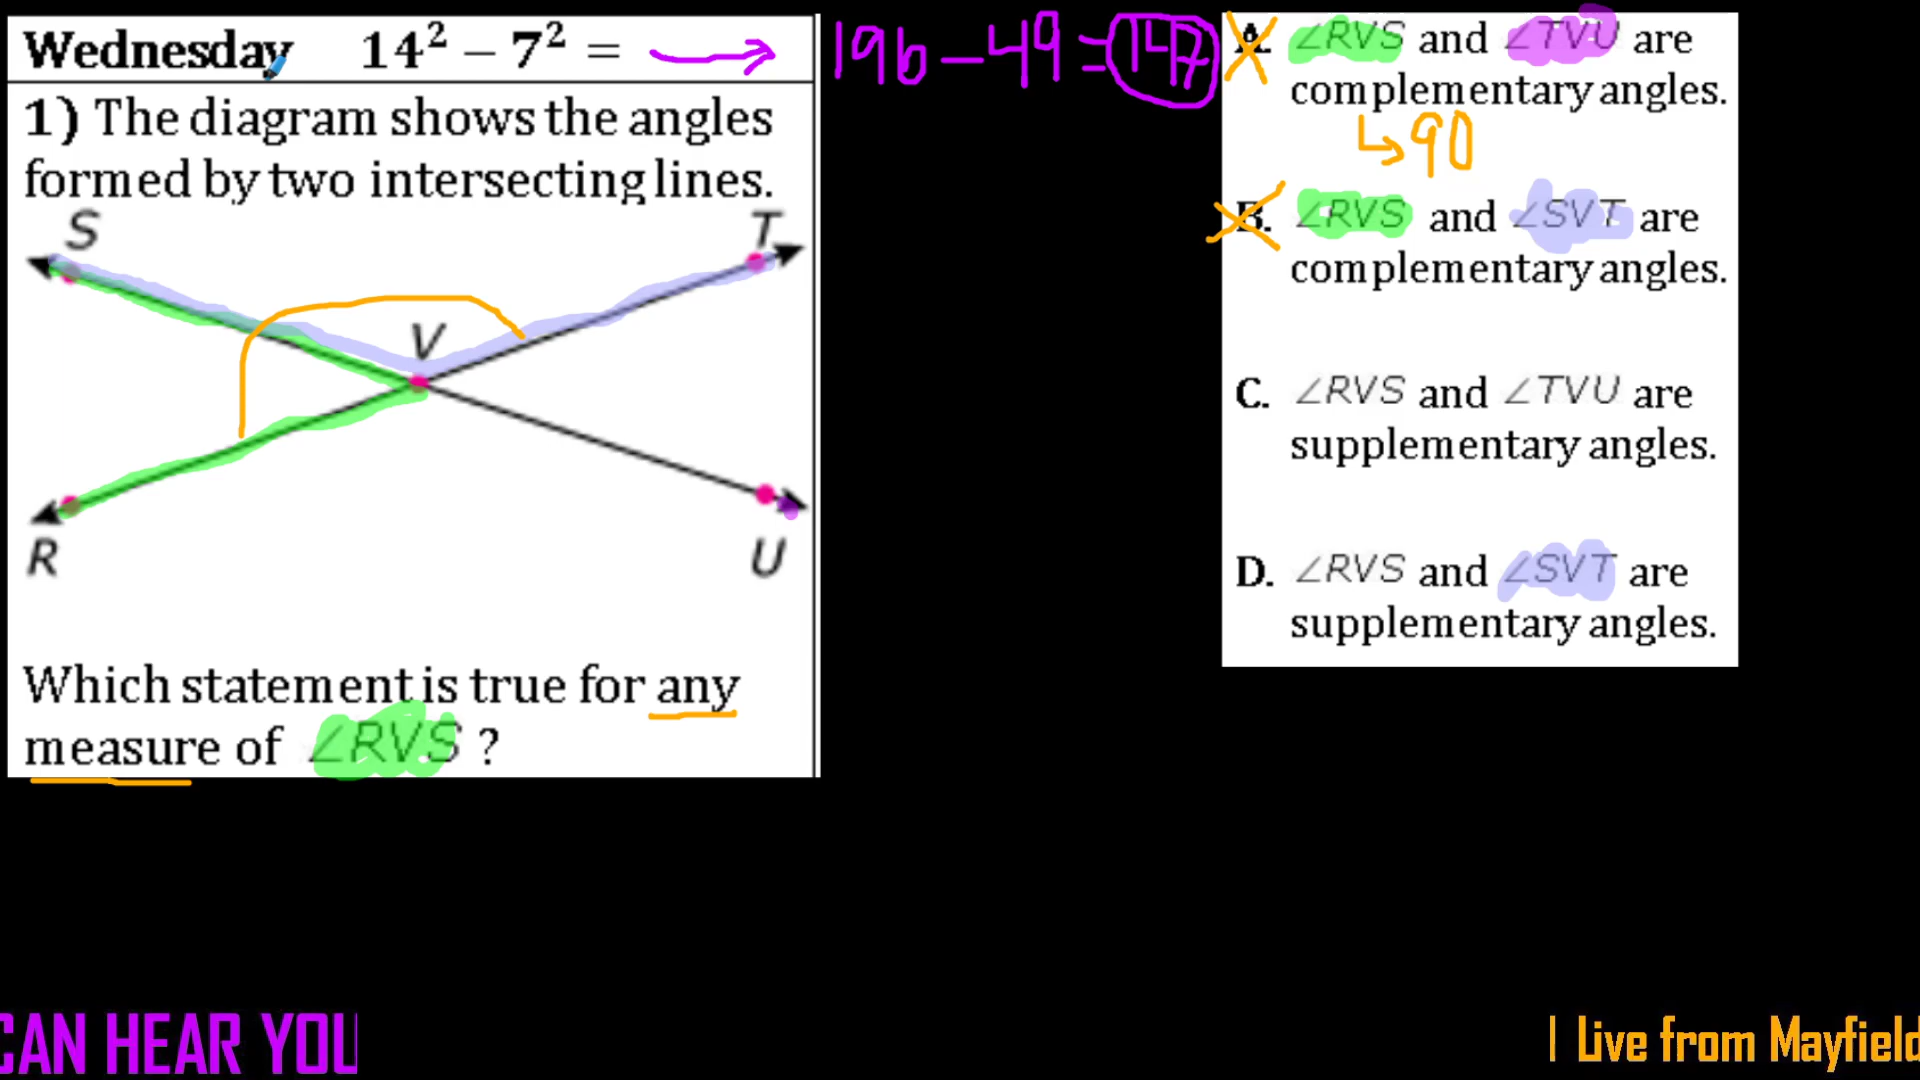 Wednesday 14² − 7² = 196 − 49 = 147
1) The diagram shows the angles
formed by two intersecting lines.
S
T
V
R
U
Which statement is true for any
measure of ∠RVS ?
A. ∠RVS and ∠TVU are
complementary angles.
↳ 90
B. ∠RVS and ∠SVT are
complementary angles.
C. ∠RVS and ∠TVU are
supplementary angles.
D. ∠RVS and ∠SVT are
supplementary angles.
CAN HEAR YOU
| Live from Mayfield